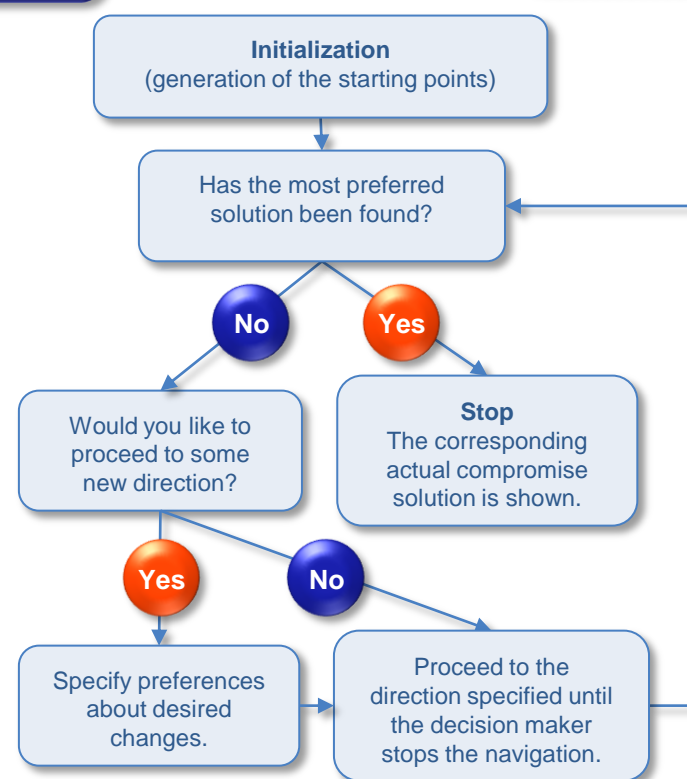 Initialization
(generation of the starting points)
Has the most preferred
solution been found?
No
Yes
Would you like to
proceed to some
new direction?
Stop
The corresponding
actual compromise
solution is shown.
Yes
No
Specify preferences
about desired
changes.
Proceed to the
direction specified until
the decision maker
stops the navigation.